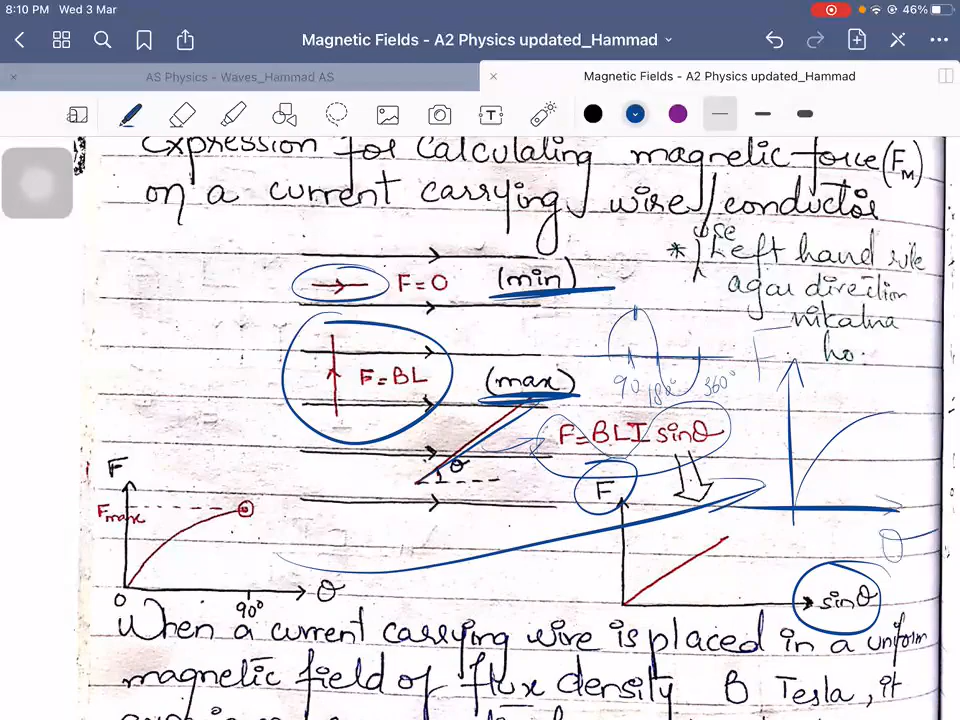 8:10 PM Wed 3 Mar
46%
Magnetic Fields - A2 Physics updated_Hammad
AS Physics - Waves_Hammad AS
Magnetic Fields - A2 Physics updated_Hammad
Expression for Calculating magnetic force (F_M)
on a current carrying wire/conductor
* use Left hand rule
agar direction
nikalna
ho.
F=0 (min)
F=BL (max)
90 180° 360°
F
F=BLI sinθ
θ
F
Fmax
0 90° θ
F
sinθ
θ
When a current carrying wire is placed in a uniform
magnetic field of flux density B Tesla, it